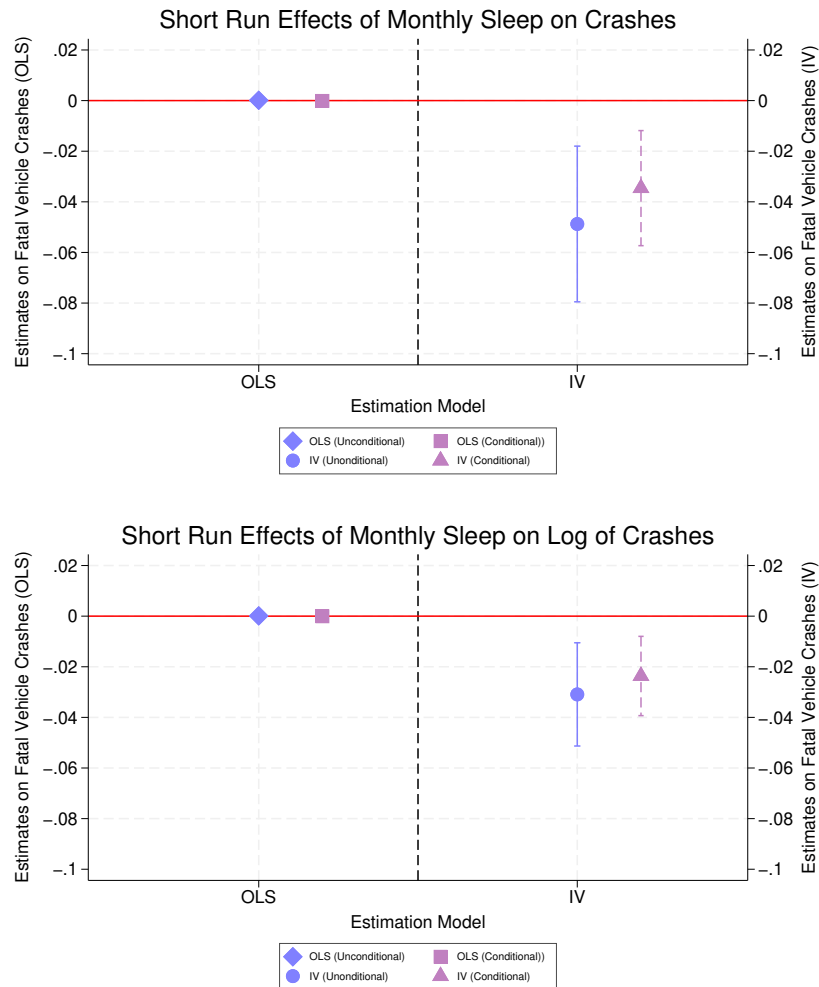 Short Run Effects of Monthly Sleep on Crashes
Estimates on Fatal Vehicle Crashes (OLS)
.02
0
-.02
-.04
-.06
-.08
-.1
.02
0
-.02
-.04
-.06
-.08
-.1
Estimates on Fatal Vehicle Crashes (IV)
OLS IV
Estimation Model
OLS (Unconditional) OLS (Conditional))
IV (Unonditional) IV (Conditional)
Short Run Effects of Monthly Sleep on Log of Crashes
Estimates on Fatal Vehicle Crashes (OLS)
.02
0
-.02
-.04
-.06
-.08
-.1
.02
0
-.02
-.04
-.06
-.08
-.1
Estimates on Fatal Vehicle Crashes (IV)
OLS IV
Estimation Model
OLS (Unconditional) OLS (Conditional))
IV (Unonditional) IV (Conditional)